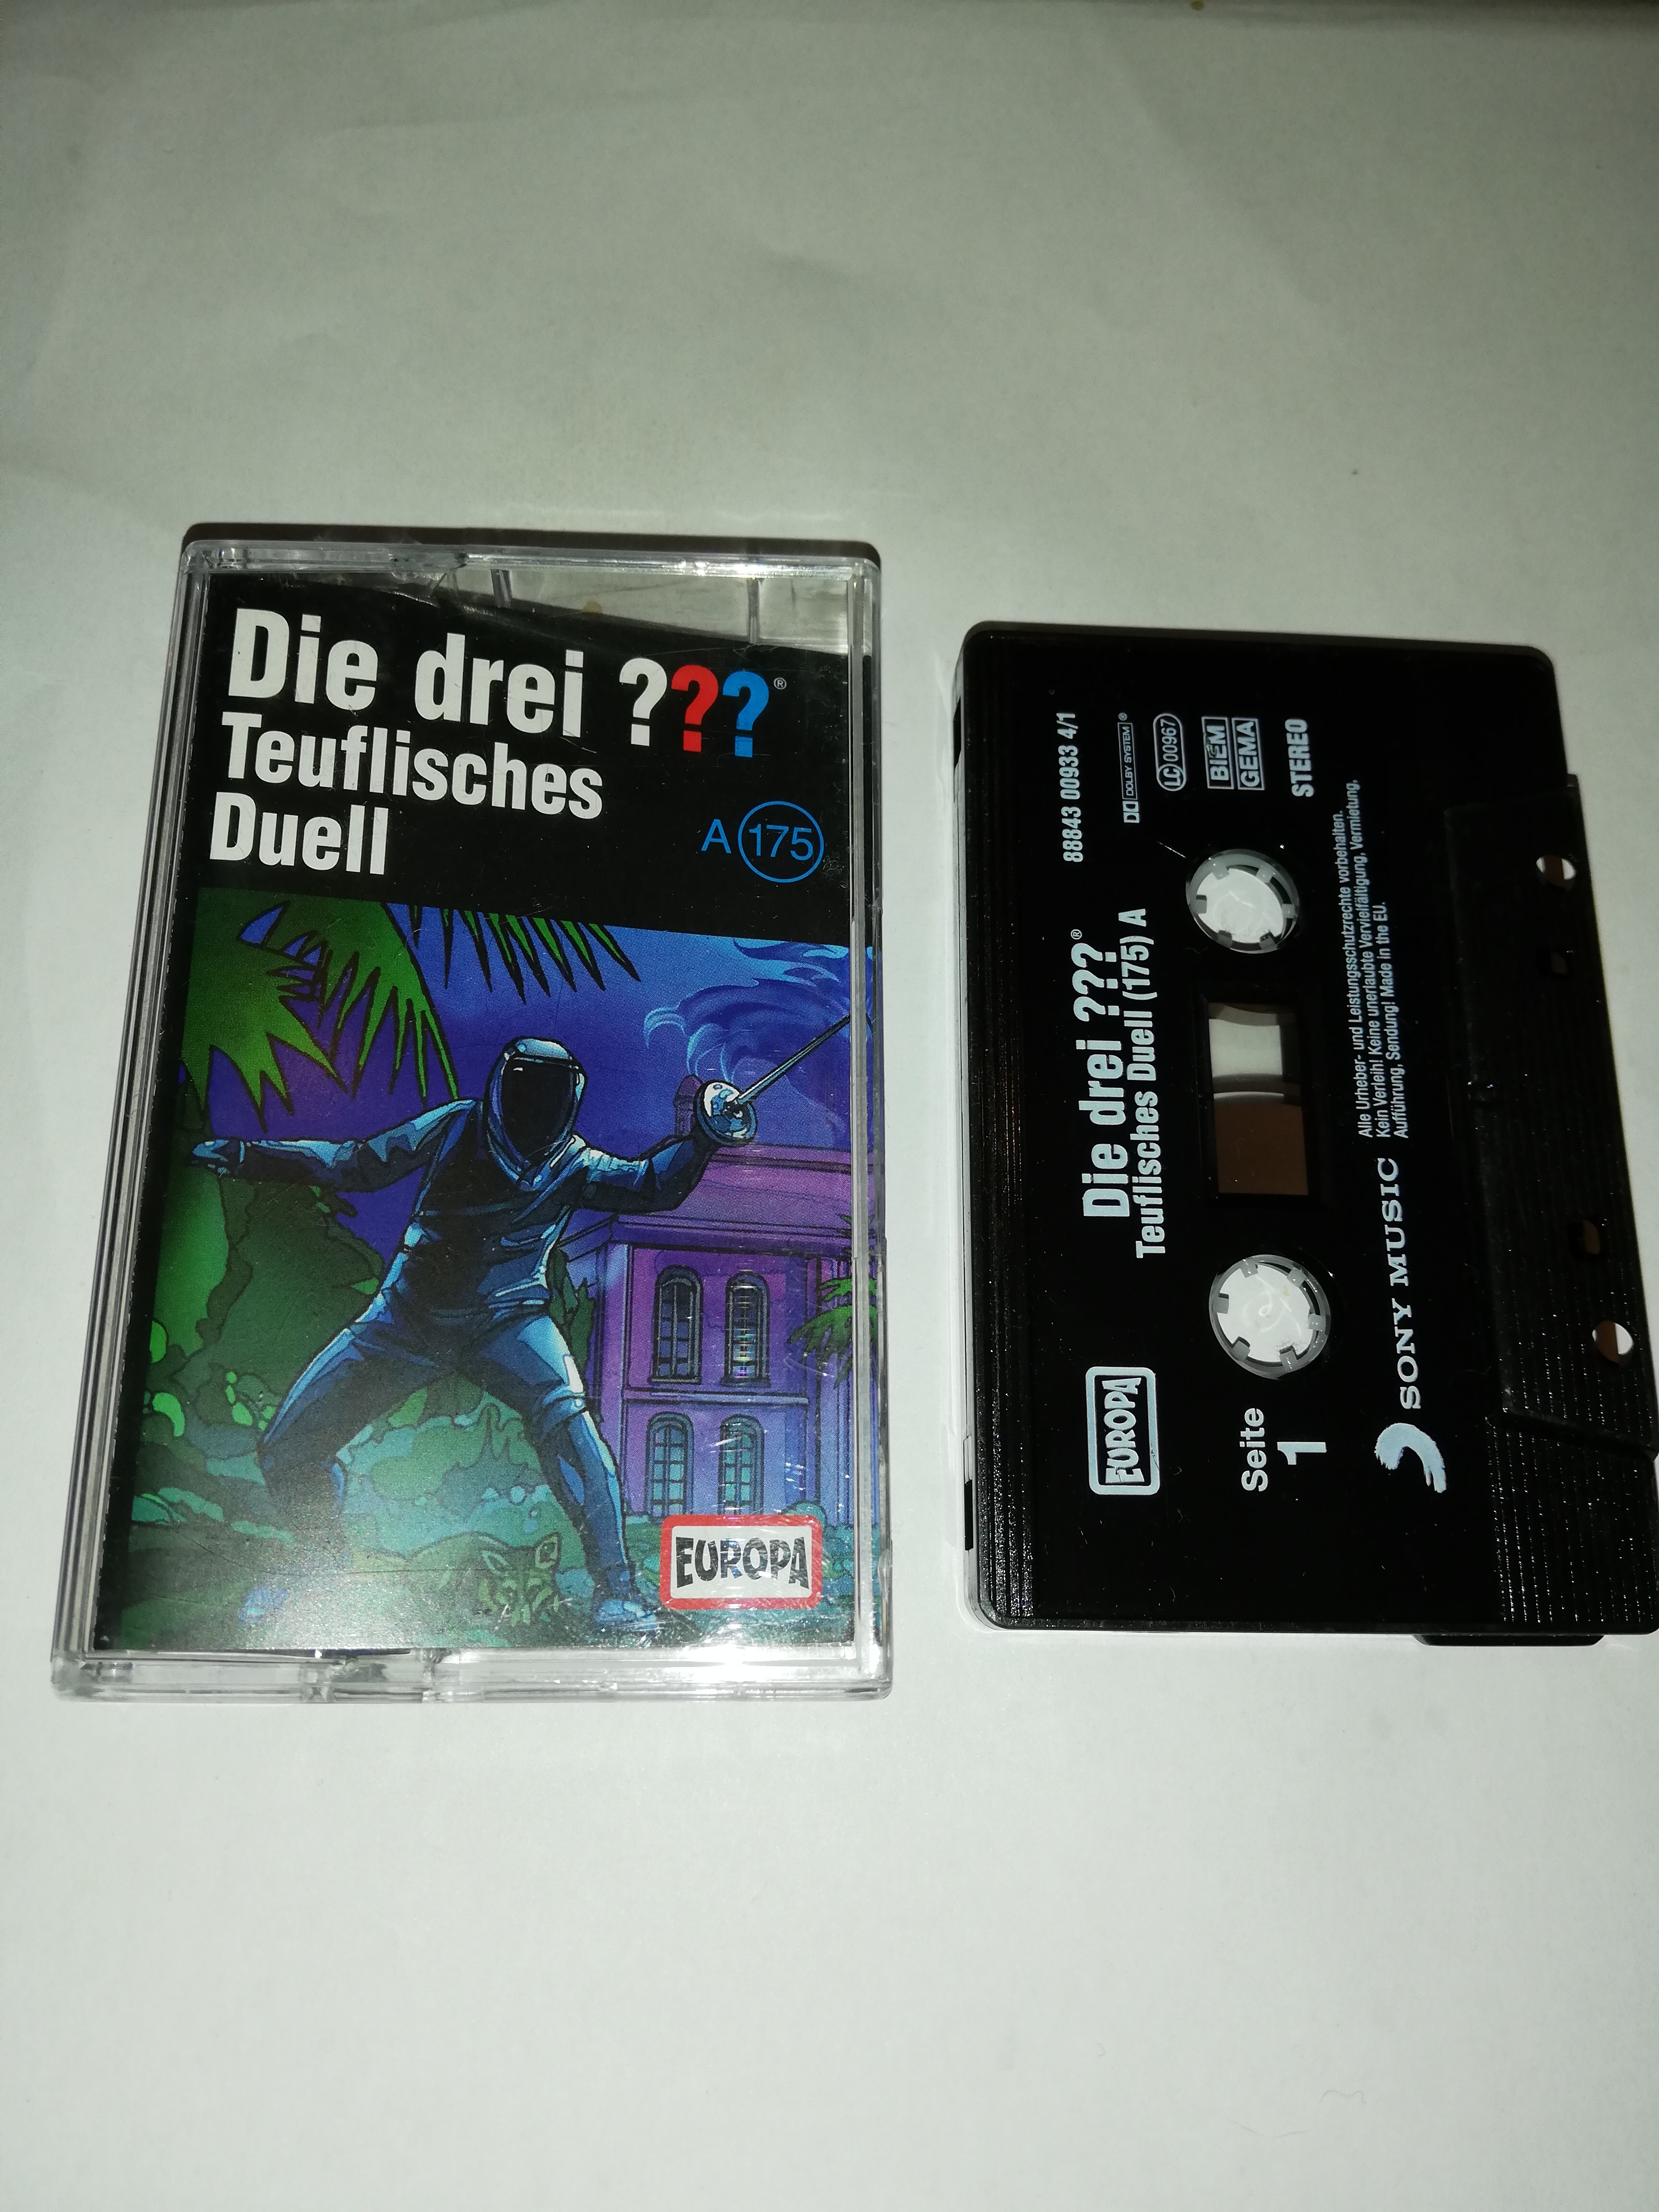 Die drei ???®
Teuflisches
Duell
A 175
EUROPA
88843 00933 4/1
Die drei ???®
Teuflisches Duell (175) A
DOLBY SYSTEM®
LC 00967
BIEM
GEMA
STEREO
EUROPA
Seite
1
Alle Urheber- und Leistungsschutzrechte vorbehalten.
Kein Verleih! Keine unerlaubte Vervielfältigung, Vermietung,
Aufführung, Sendung! Made in the EU.
SONY MUSIC